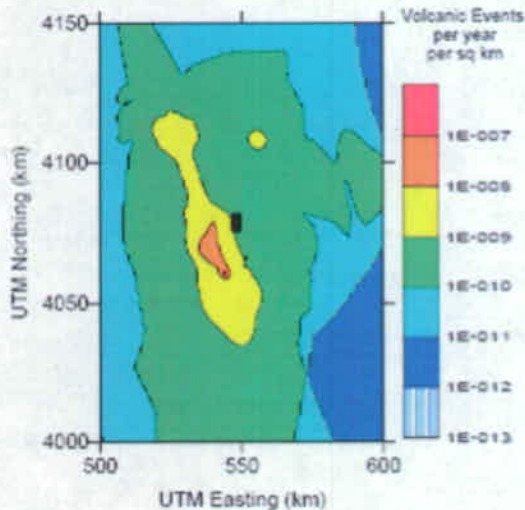 Volcanic Events
per year
per sq km
4150
4100
4050
4000
UTM Northing (km)
500
550
600
UTM Easting (km)
1E-007
1E-008
1E-009
1E-010
1E-011
1E-012
1E-013